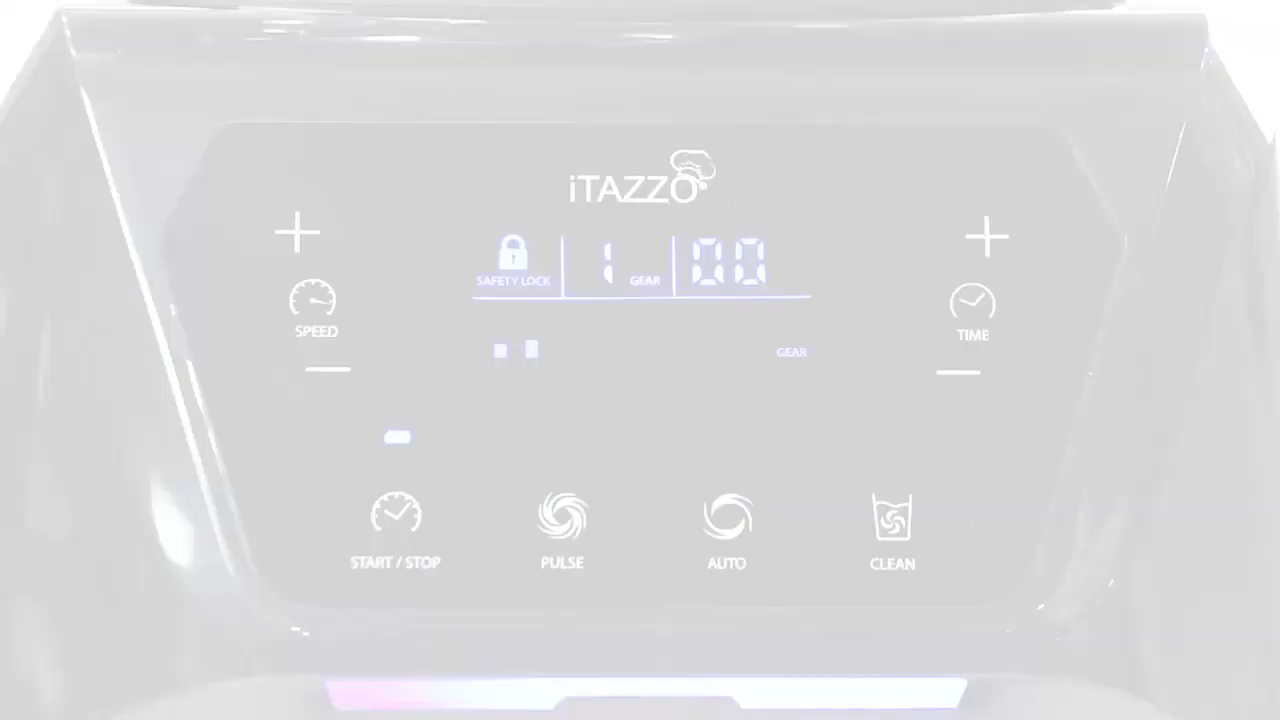 iTAZZO
SAFETY LOCK
1 GEAR
00
SPEED
TIME
GEAR
START / STOP
PULSE
AUTO
CLEAN